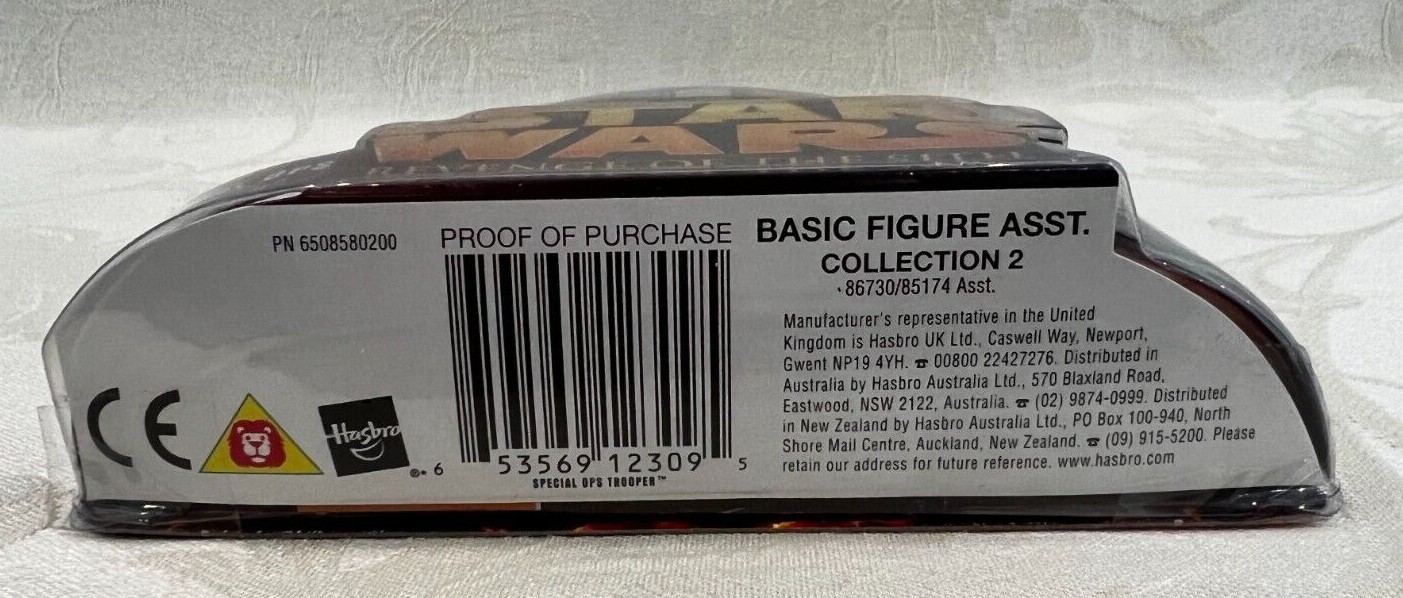 STAR
WARS
REVENGE OF THE SITH
OPS
PN 6508580200
PROOF OF PURCHASE
BASIC FIGURE ASST.
COLLECTION 2
86730/85174 Asst.
Manufacturer's representative in the United
Kingdom is Hasbro UK Ltd., Caswell Way, Newport,
Gwent NP19 4YH. ☎ 00800 22427276. Distributed in
Australia by Hasbro Australia Ltd., 570 Blaxland Road,
Eastwood, NSW 2122, Australia. ☎ (02) 9874-0999. Distributed
in New Zealand by Hasbro Australia Ltd., PO Box 100-940, North
Shore Mail Centre, Auckland, New Zealand. ☎ (09) 915-5200. Please
retain our address for future reference. www.hasbro.com
CE
Hasbro
®
6 53569 12309 5
SPECIAL OPS TROOPER™